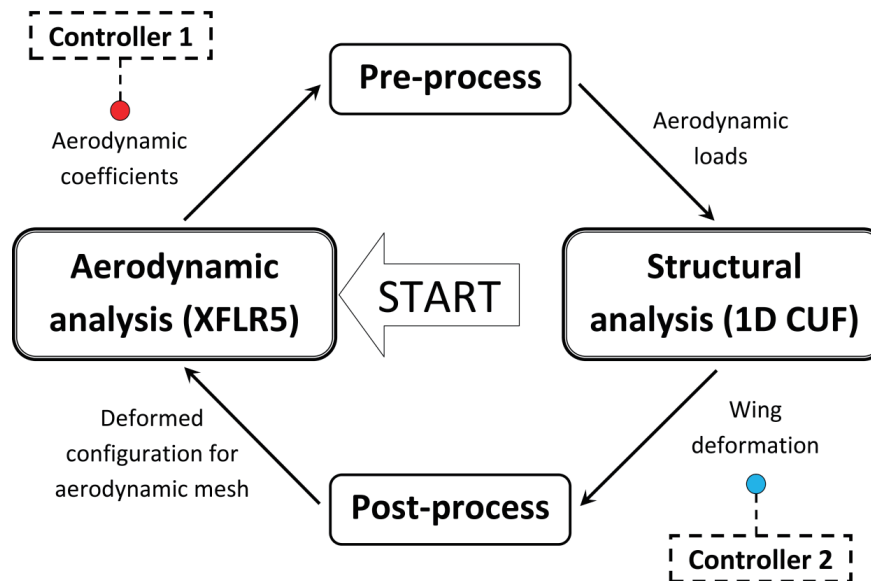 Controller 1
Pre-process
Aerodynamic
coefficients
Aerodynamic
loads
Aerodynamic
analysis (XFLR5)
START
Structural
analysis (1D CUF)
Deformed
configuration for
aerodynamic mesh
Wing
deformation
Post-process
Controller 2